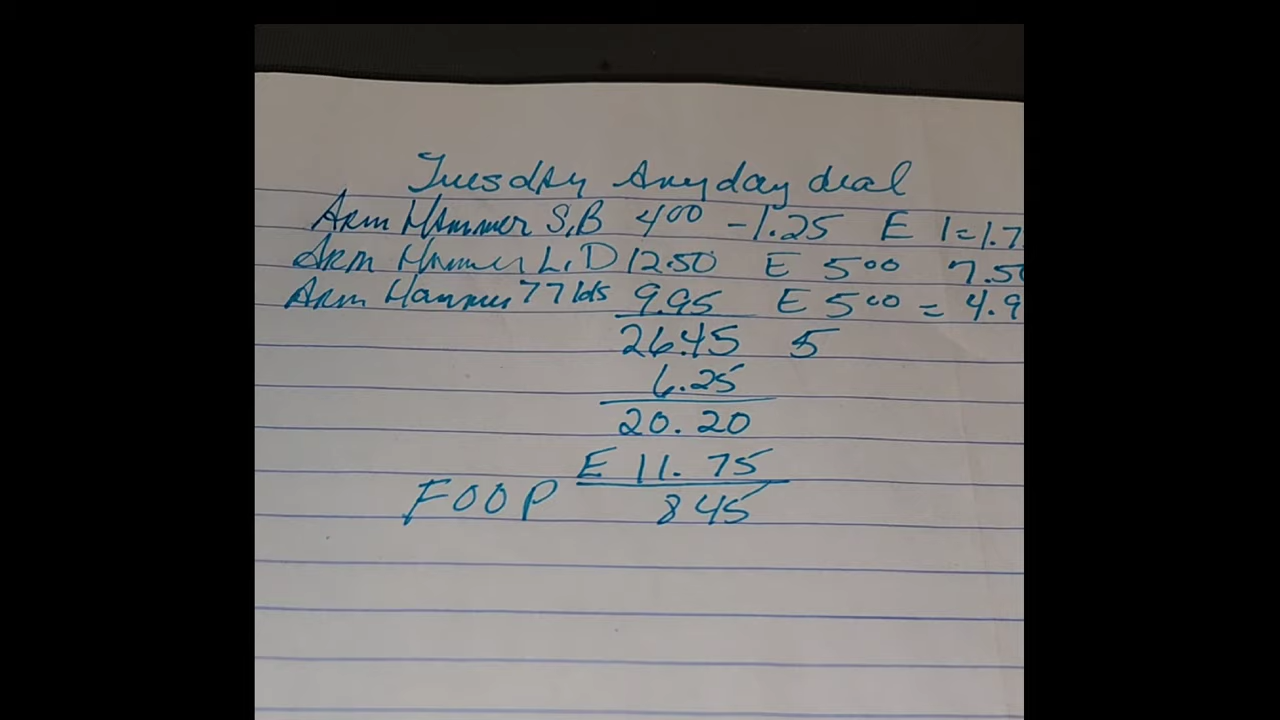 Tuesday Anyday deal
Arm Hammer S,B 4.00 -1.25 E 1=1.7
Arm Hammer L,D 12.50 E 5.00 7.50
Arm Hammer 77 lds 9.95 E 5.00 = 4.9
26.45 5
6.25
20.20
E 11.75
FOOP 845